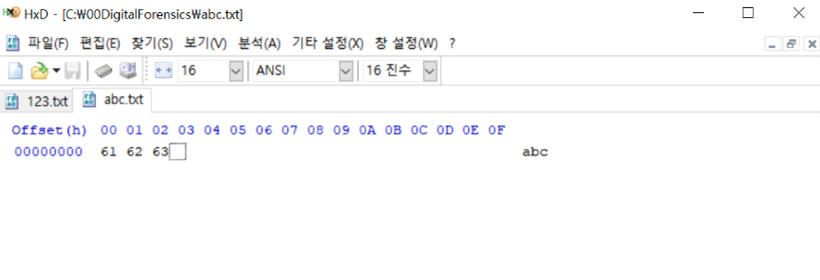 HxD - [C:₩00DigitalForensics₩abc.txt]
파일(F) 편집(E) 찾기(S) 보기(V) 분석(A) 기타 설정(X) 창 설정(W) ?
16 ANSI 16 진수
123.txt abc.txt
Offset(h) 00 01 02 03 04 05 06 07 08 09 0A 0B 0C 0D 0E 0F
00000000 61 62 63 abc